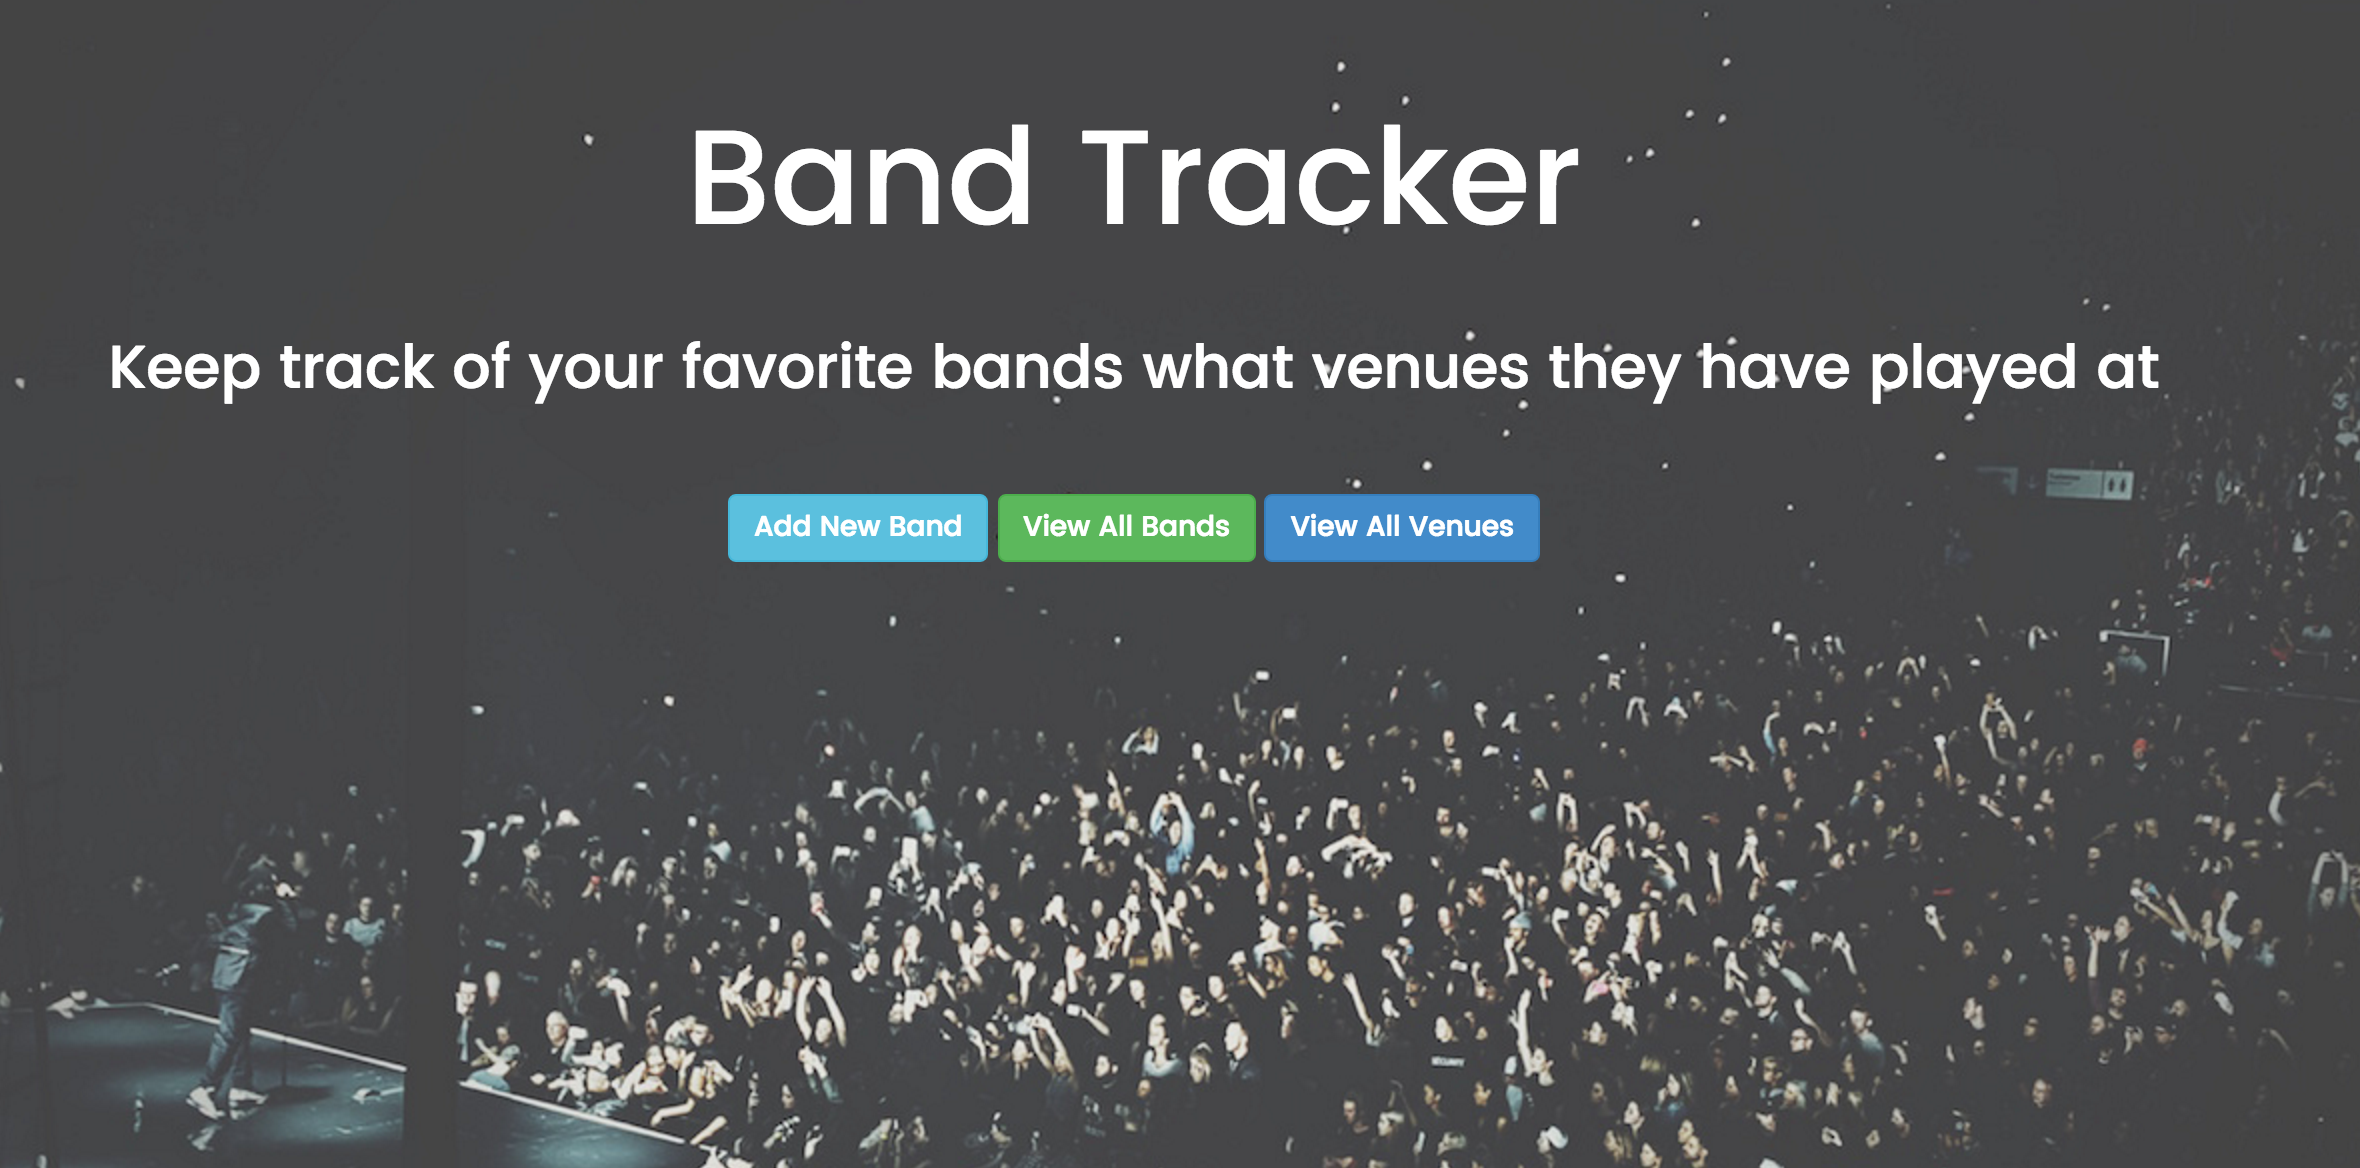 Band Tracker
Keep track of your favorite bands what venues they have played at
Add New Band
View All Bands
View All Venues